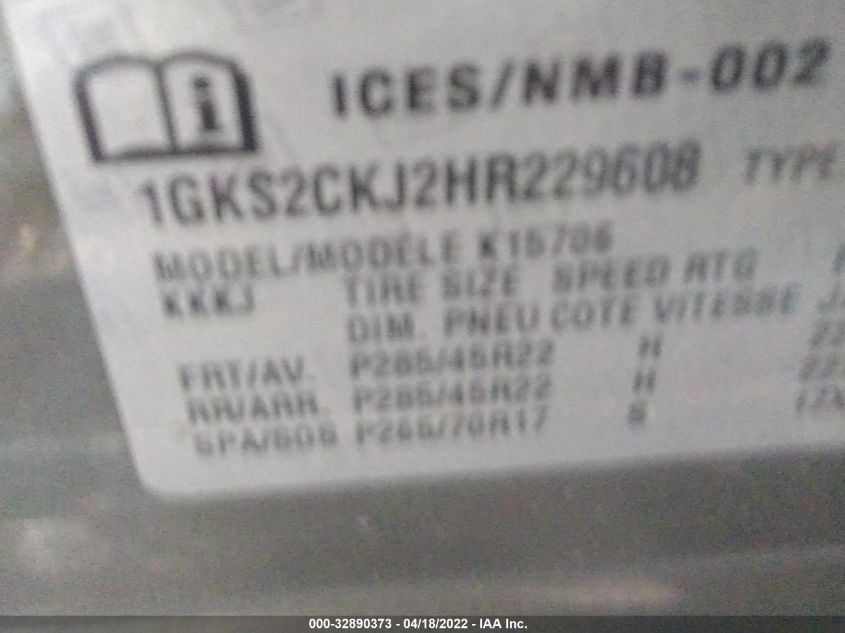 ICES/NMB-002
1GKS2CKJ2HR229608 TYPE
MODEL/MODÈLE K15706
KKKJ TIRE SIZE SPEED RTG
DIM. PNEU COTE VITESSE
FRT/AV. P285/45R22 H
RR/ARR. P285/45R22 H
SPA/SDS P265/70R17 S
000-32890373 - 04/18/2022 - IAA Inc.